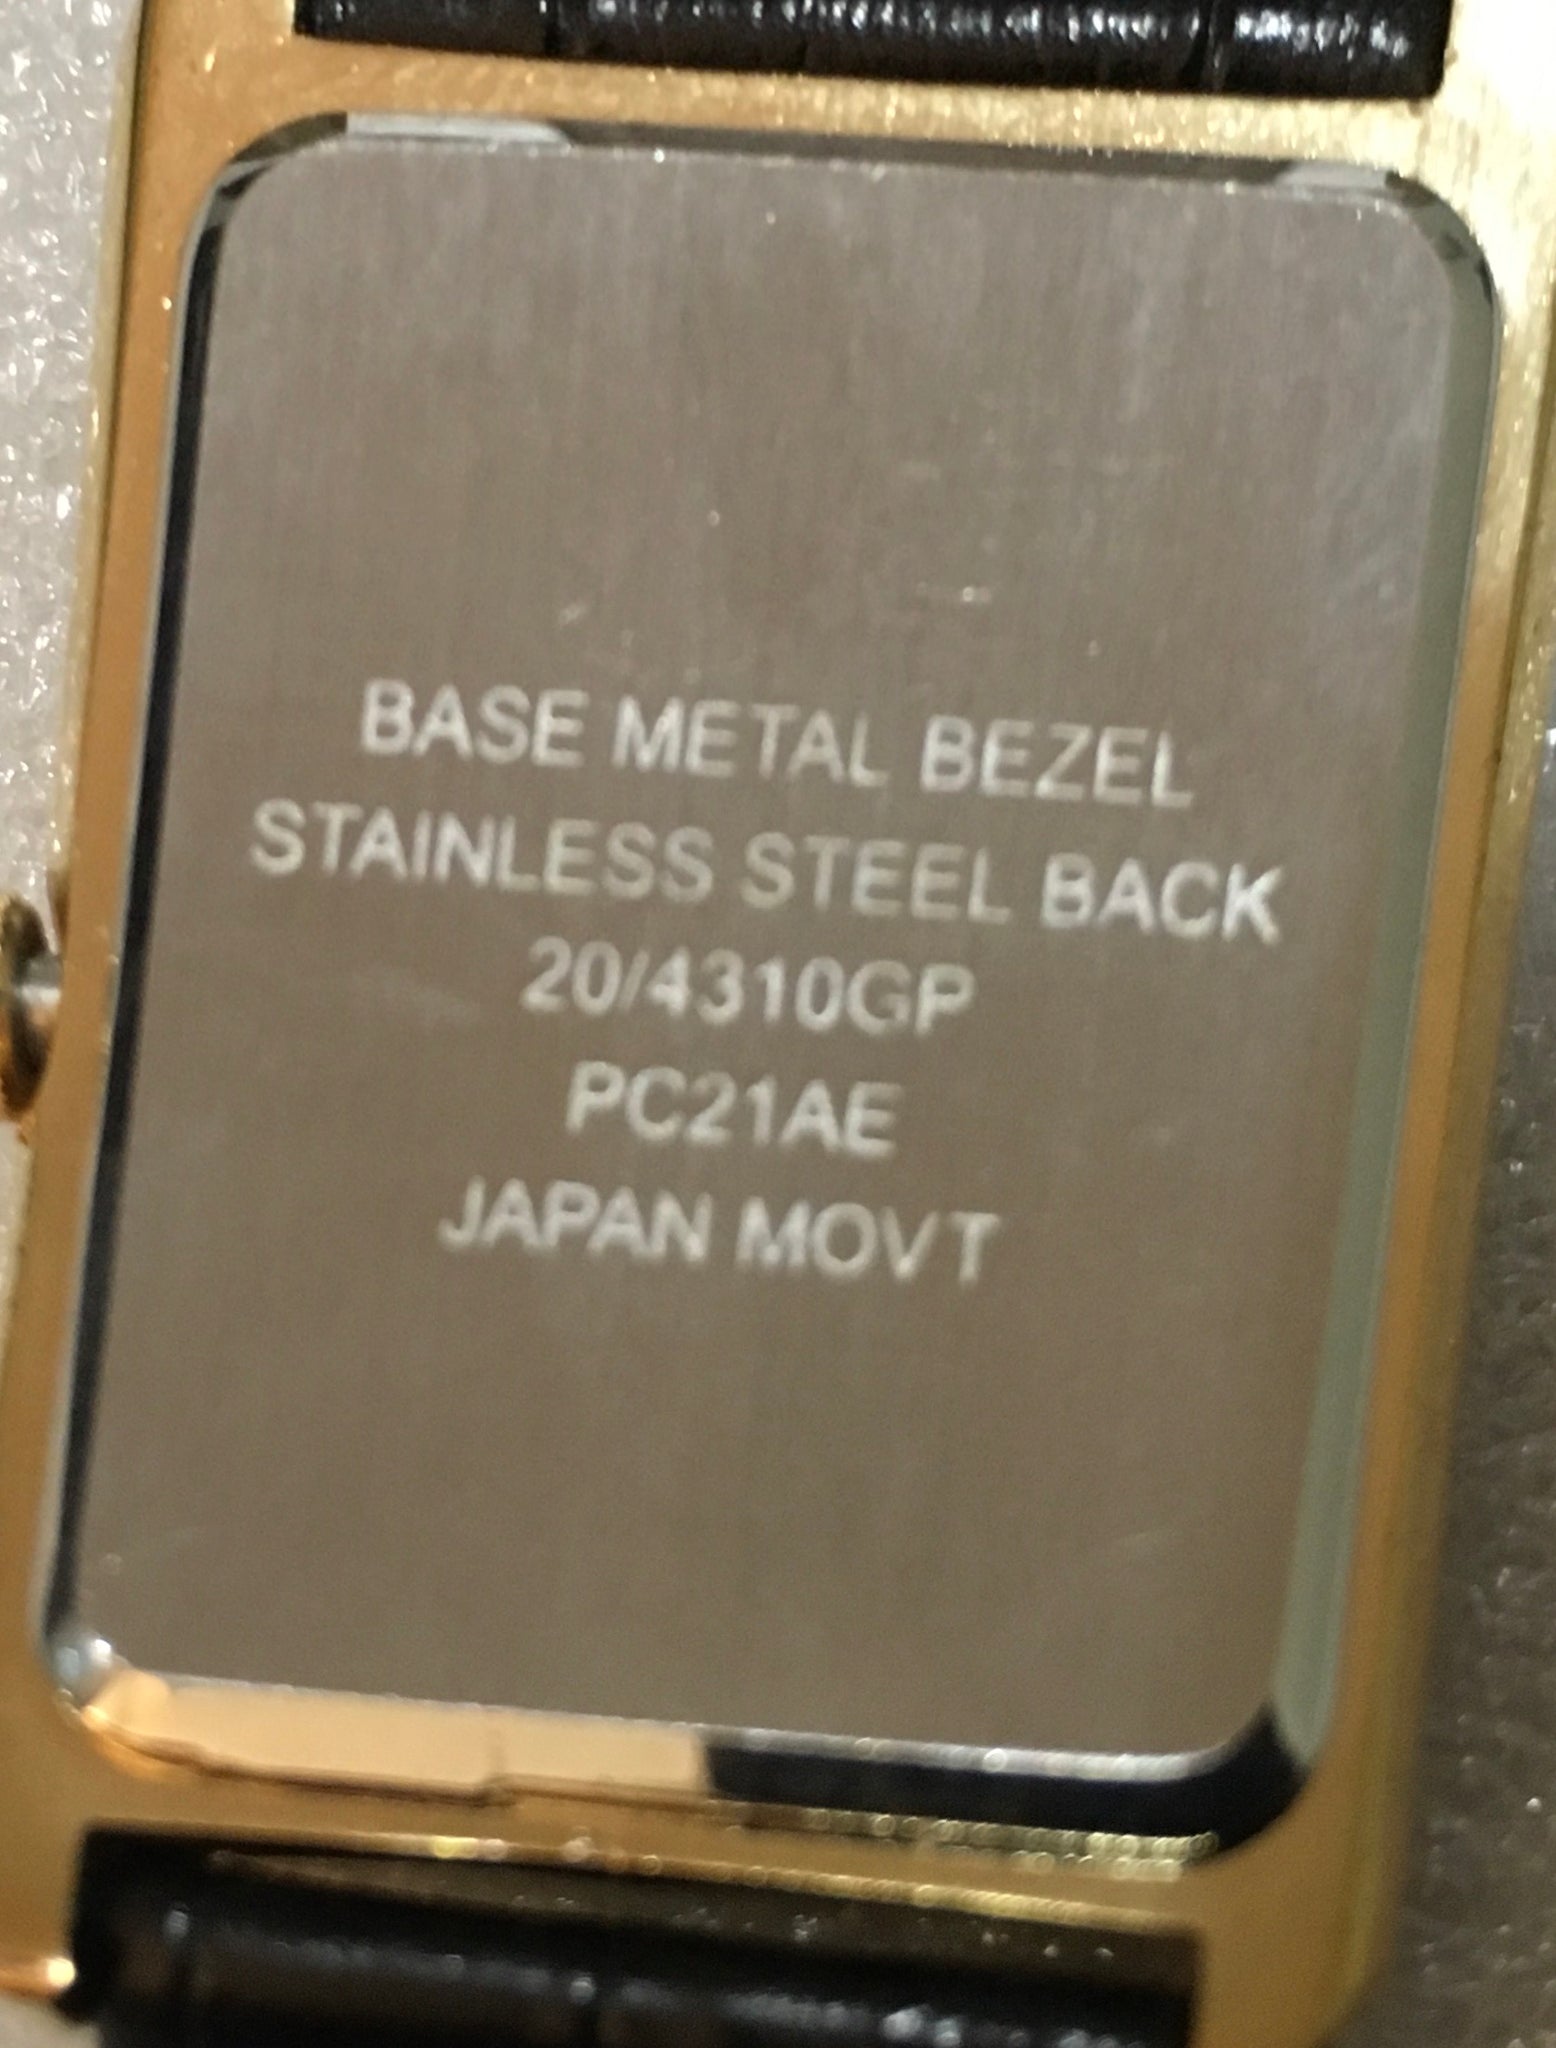 BASE METAL BEZEL
STAINLESS STEEL BACK
20/4310GP
PC21AE
JAPAN MOVT